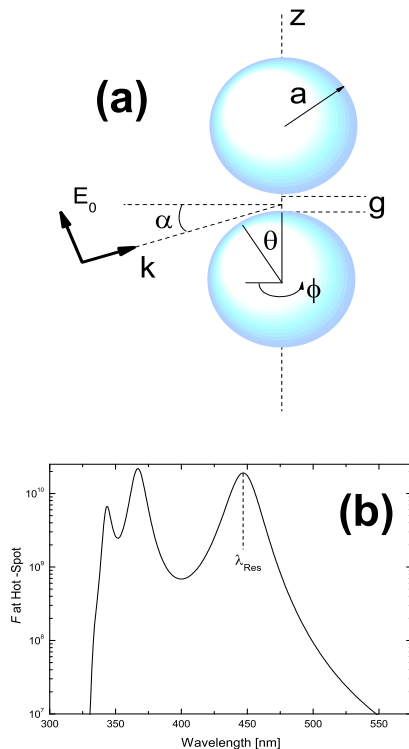 z
(a)
a
E0
α
g
θ
k
ϕ
(b)
10^10
10^9
10^8
10^7
F at Hot -Spot
λRes
300 350 400 450 500 550
Wavelength [nm]